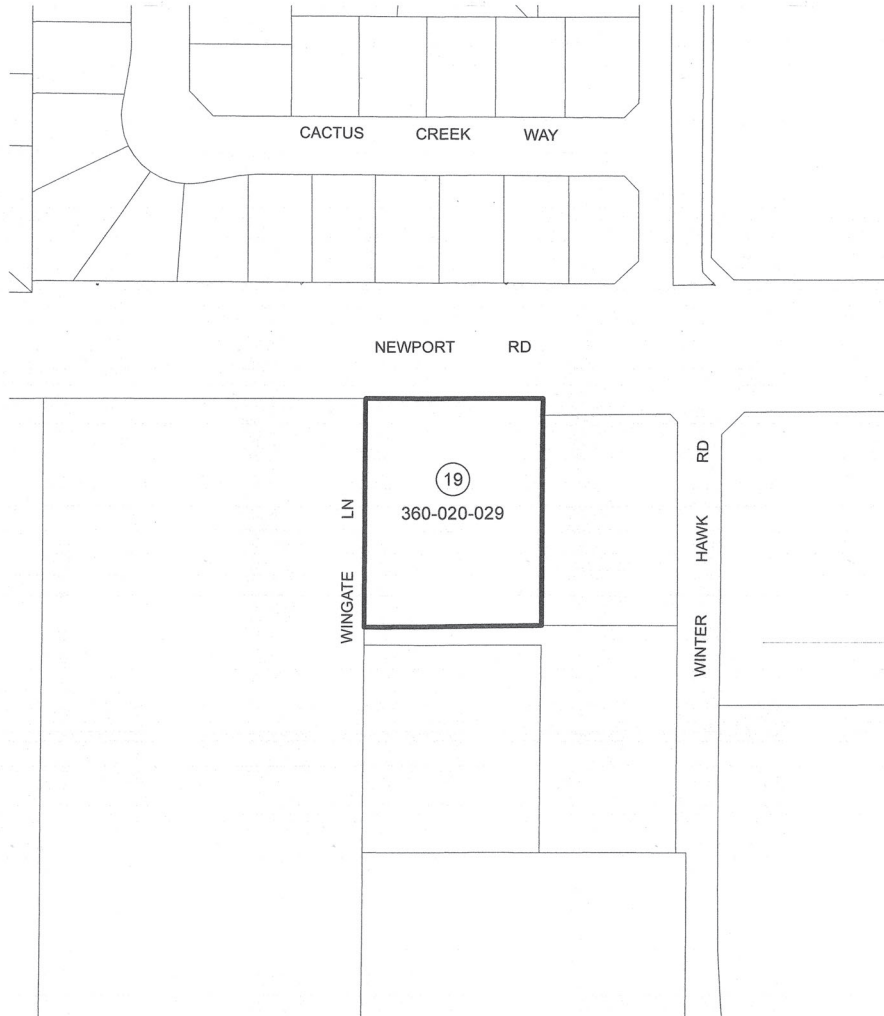 CACTUS CREEK WAY
NEWPORT RD
19
360-020-029
WINGATE LN
WINTER HAWK RD